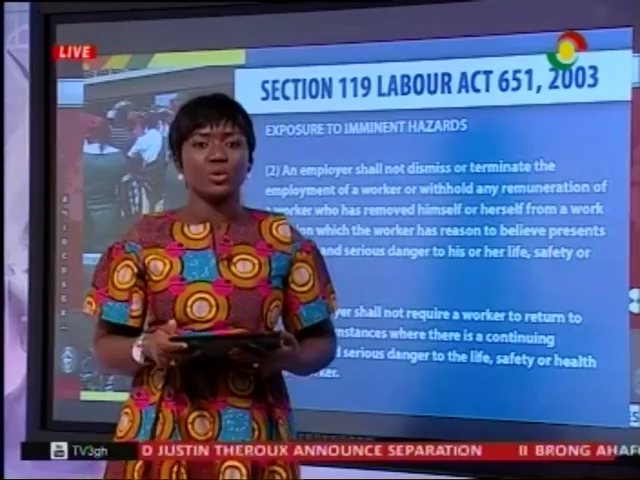 LIVE
SECTION 119 LABOUR ACT 651, 2003
EXPOSURE TO IMMINENT HAZARDS
(2) An employer shall not dismiss or terminate the
employment of a worker or withhold any remuneration of
worker who has removed himself or herself from a work
which the worker has reason to believe presents
and serious danger to his or her life, safety or
shall not require a worker to return to
where there is a continuing
serious danger to the life, safety or health
TV3gh
D JUSTIN THEROUX ANNOUNCE SEPARATION II BRONG AHAF